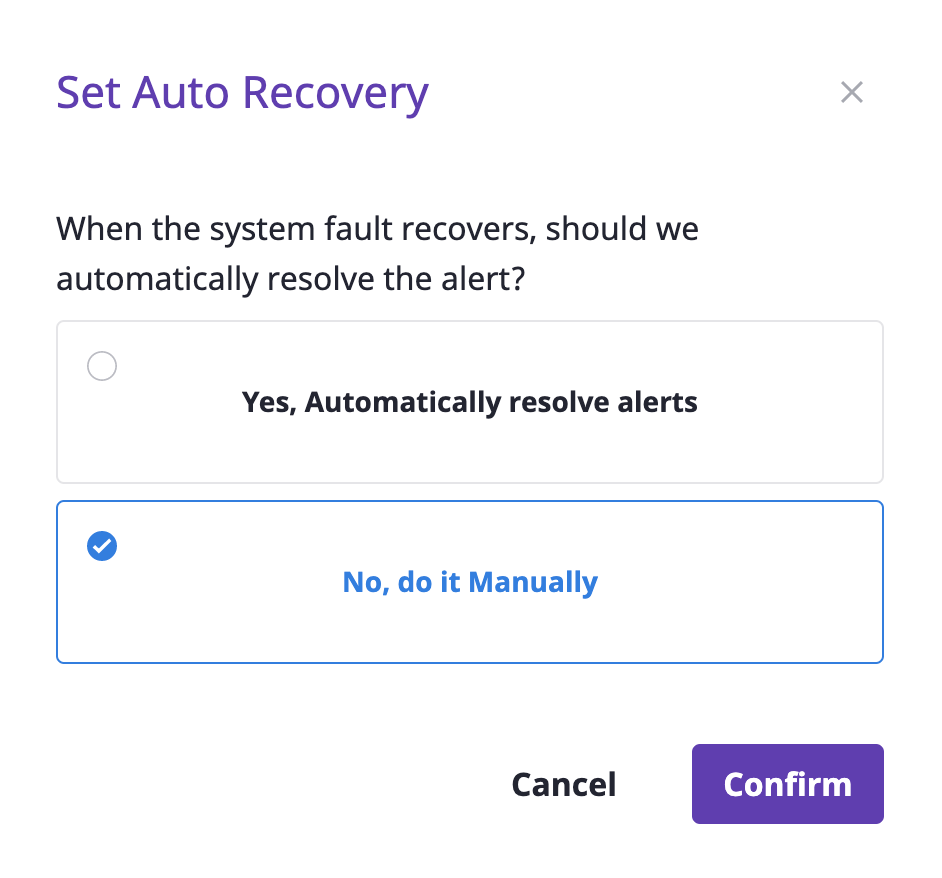 Set Auto Recovery
When the system fault recovers, should we
automatically resolve the alert?
Yes, Automatically resolve alerts
No, do it Manually
Cancel
Confirm